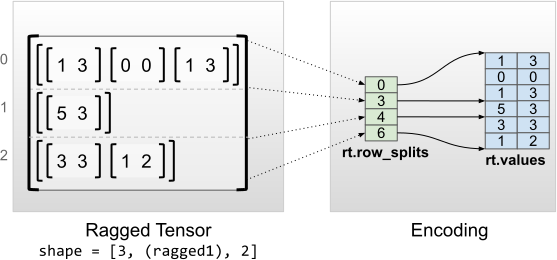 0 [[1 3] [0 0] [1 3]]
1 [[5 3]]
2 [[3 3] [1 2]]
Ragged Tensor
shape = [3, (ragged1), 2]
0
3
4
6
rt.row_splits
1 3
0 0
1 3
5 3
3 3
1 2
rt.values
Encoding